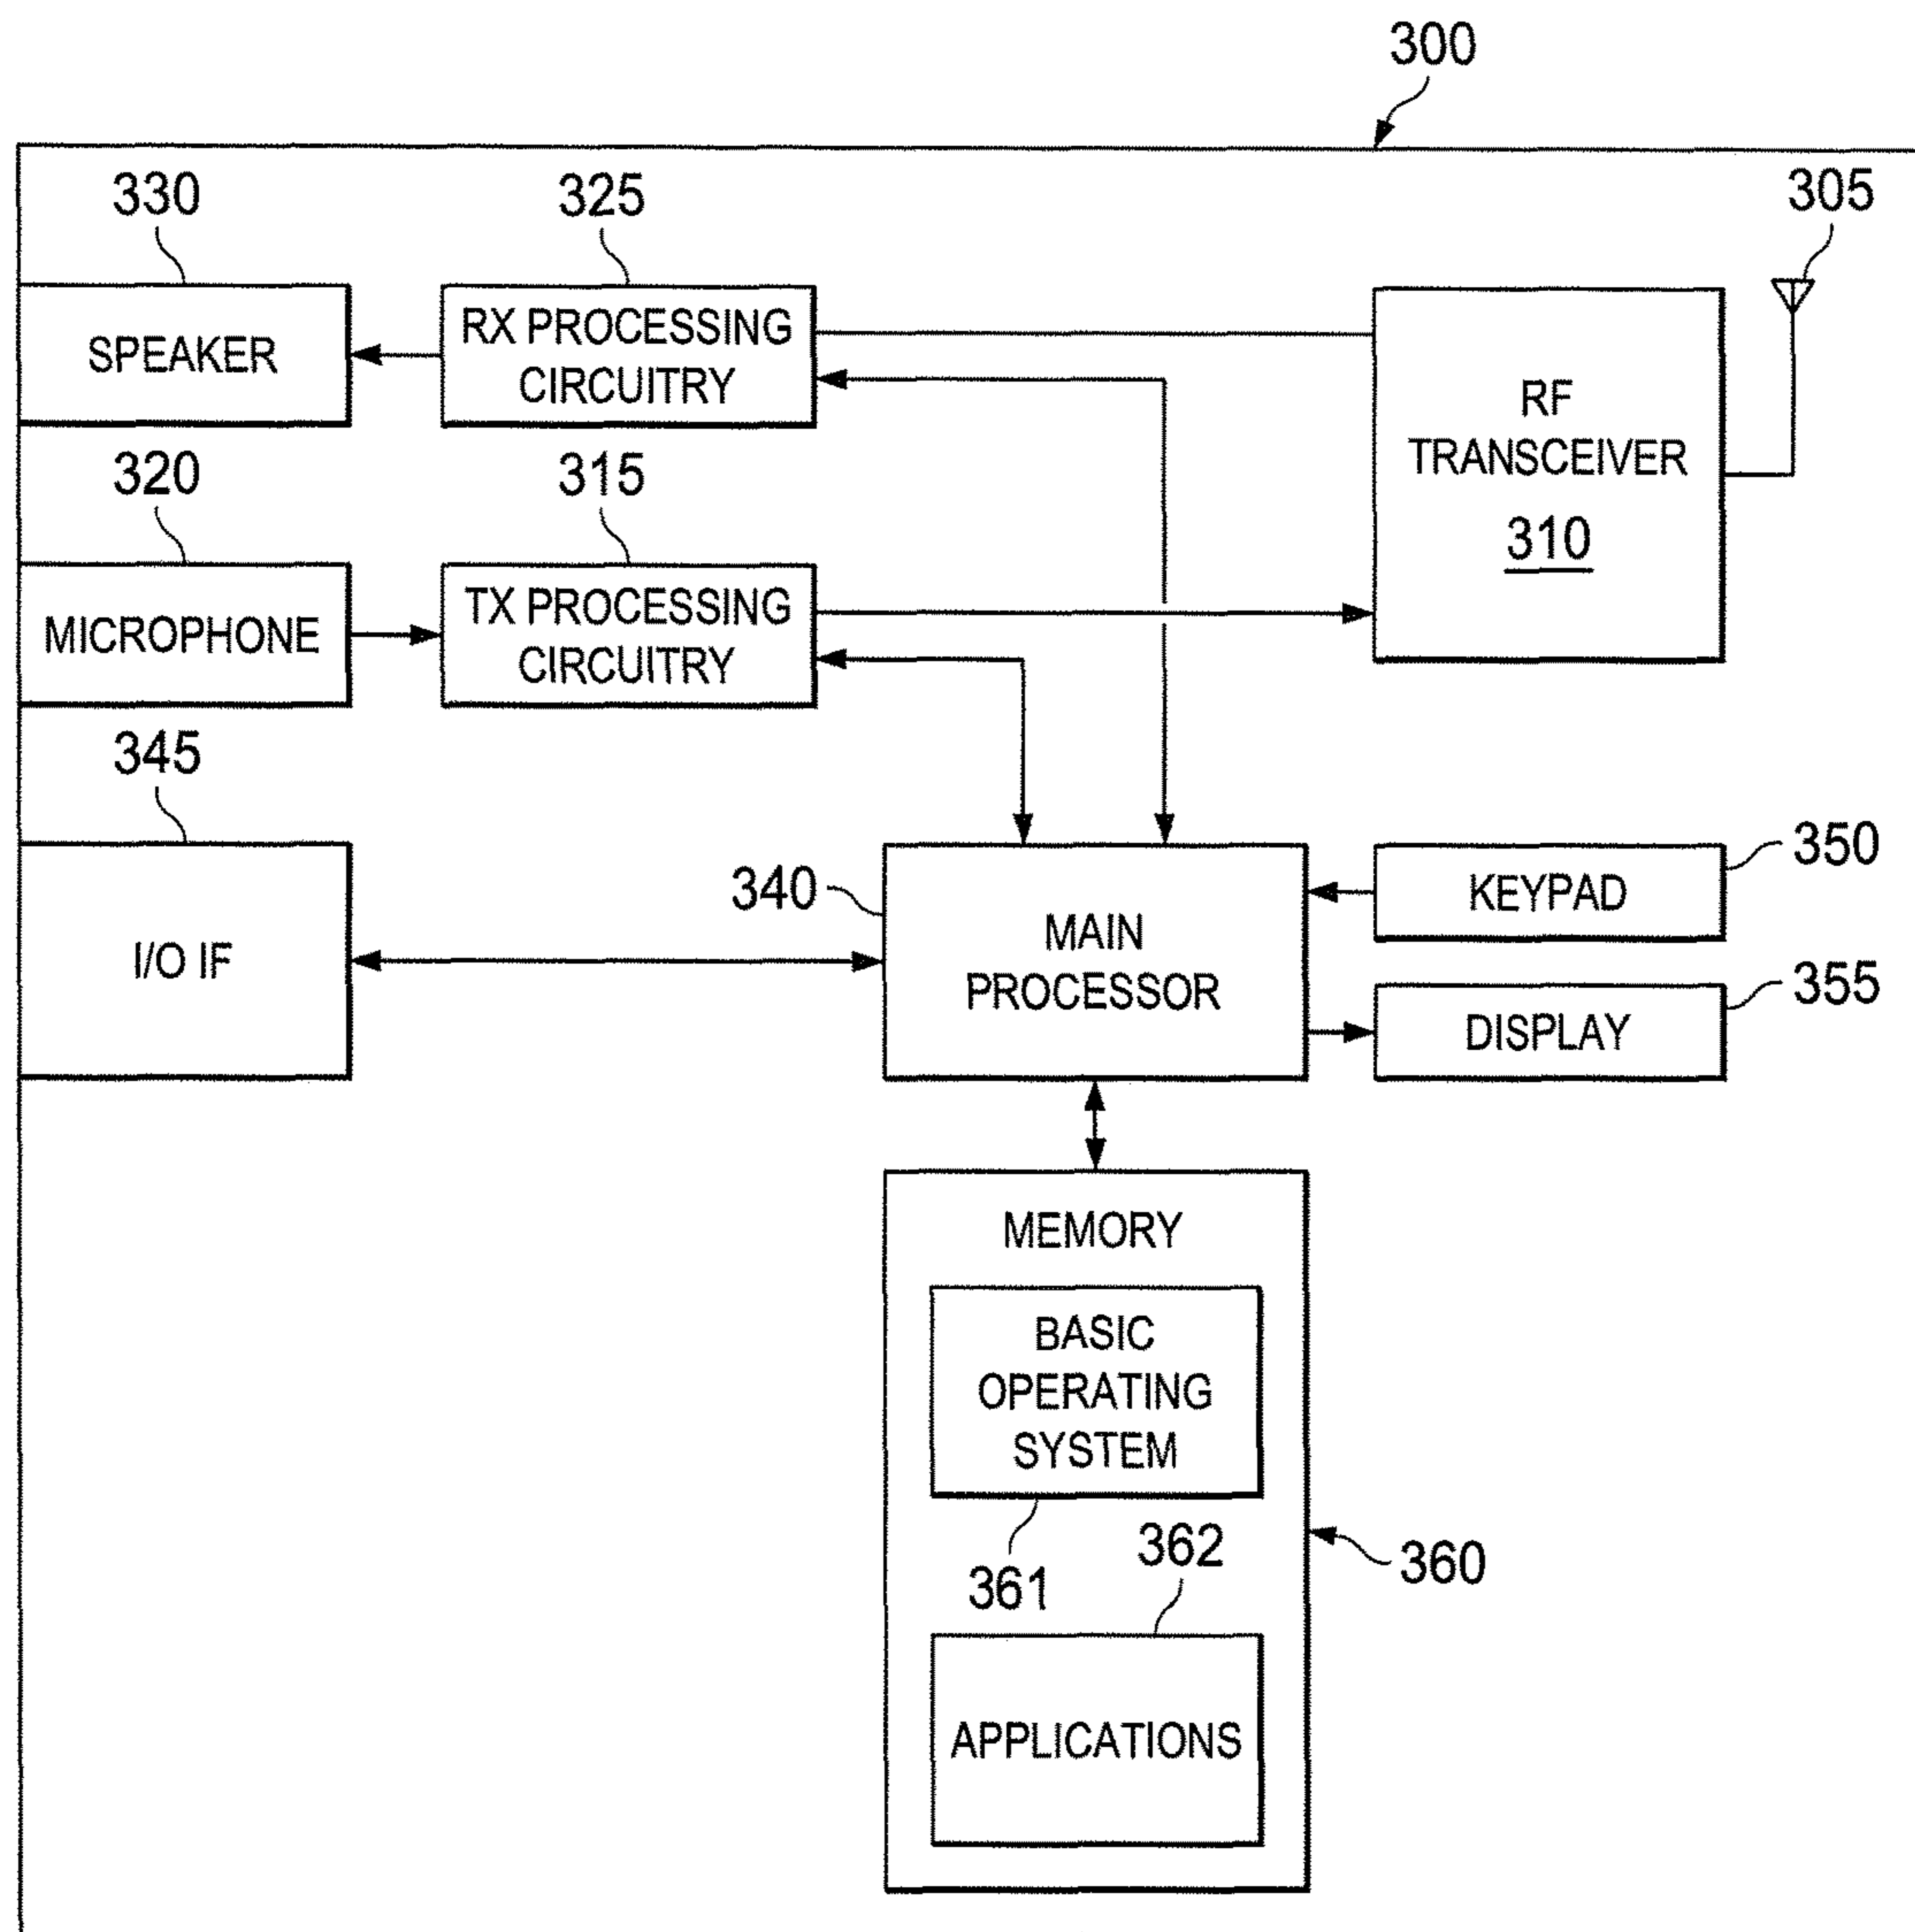 300
305
330
325
SPEAKER
RX PROCESSING
CIRCUITRY
RF
TRANSCEIVER
310
320
315
MICROPHONE
TX PROCESSING
CIRCUITRY
345
I/O IF
340
MAIN
PROCESSOR
350
KEYPAD
355
DISPLAY
MEMORY
BASIC
OPERATING
SYSTEM
361
362
360
APPLICATIONS